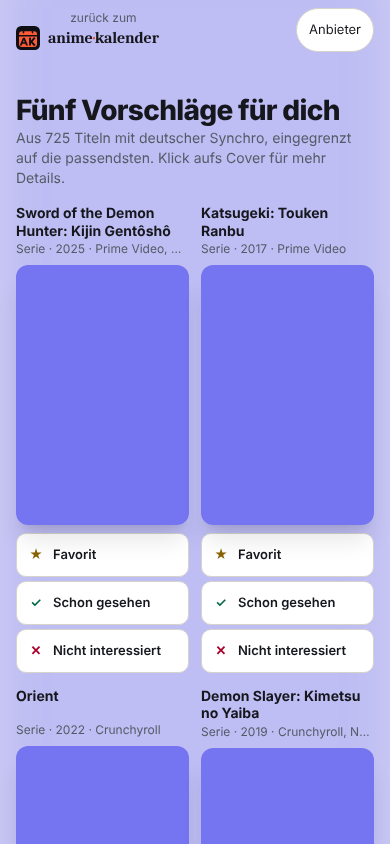 zurück zum
anime·kalender
Anbieter
Fünf Vorschläge für dich
Aus 725 Titeln mit deutscher Synchro, eingegrenzt
auf die passendsten. Klick aufs Cover für mehr
Details.
Sword of the Demon
Hunter: Kijin Gentôshô
Serie · 2025 · Prime Video, ...
Katsugeki: Touken
Ranbu
Serie · 2017 · Prime Video
★ Favorit
✓ Schon gesehen
✕ Nicht interessiert
★ Favorit
✓ Schon gesehen
✕ Nicht interessiert
Orient
Serie · 2022 · Crunchyroll
Demon Slayer: Kimetsu
no Yaiba
Serie · 2019 · Crunchyroll, N...